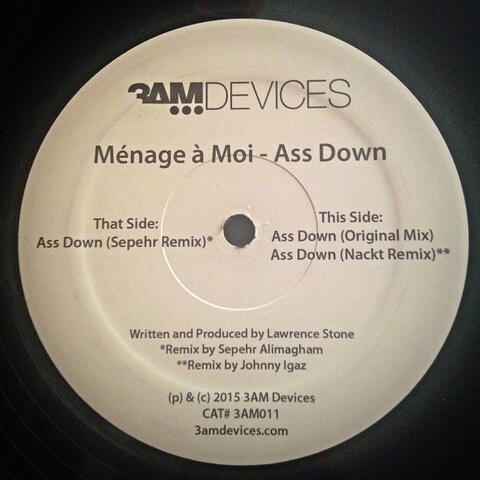 3AMDEVICES
Ménage à Moi - Ass Down
That Side:
Ass Down (Sepehr Remix)*
This Side:
Ass Down (Original Mix)
Ass Down (Nackt Remix)**
Written and Produced by Lawrence Stone
*Remix by Sepehr Alimagham
**Remix by Johnny Igaz
(p) & (c) 2015 3AM Devices
CAT# 3AM011
3amdevices.com